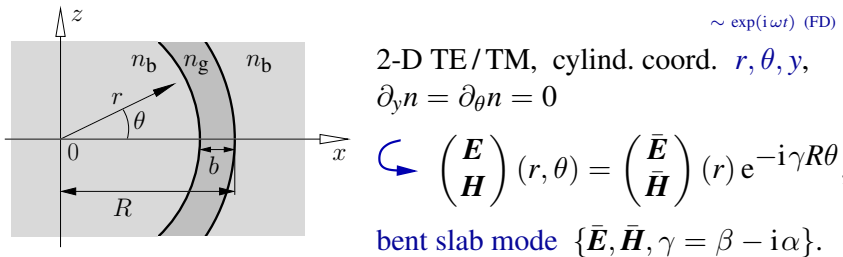 z
n_b n_g n_b
r
θ
0 x
b
R
∼ exp(i ωt) (FD)
2-D TE / TM, cylind. coord. r, θ, y,
∂_y n = ∂_θ n = 0
(E H) (r, θ) = (Ē H̄) (r) e^{−iγRθ},
bent slab mode {Ē, H̄, γ = β − iα}.